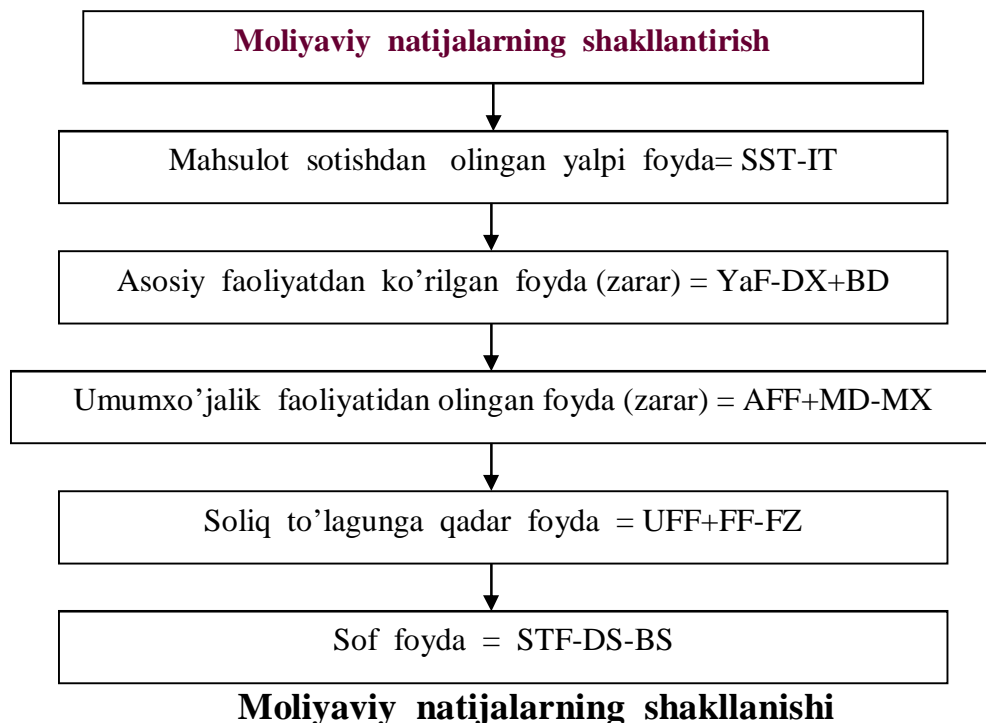 Moliyaviy natijalarning shakllantirish
Mahsulot sotishdan olingan yalpi foyda= SST-IT
Asosiy faoliyatdan ko’rilgan foyda (zarar) = YaF-DX+BD
Umumxo’jalik faoliyatidan olingan foyda (zarar) = AFF+MD-MX
Soliq to’lagunga qadar foyda = UFF+FF-FZ
Sof foyda = STF-DS-BS
Moliyaviy natijalarning shakllanishi